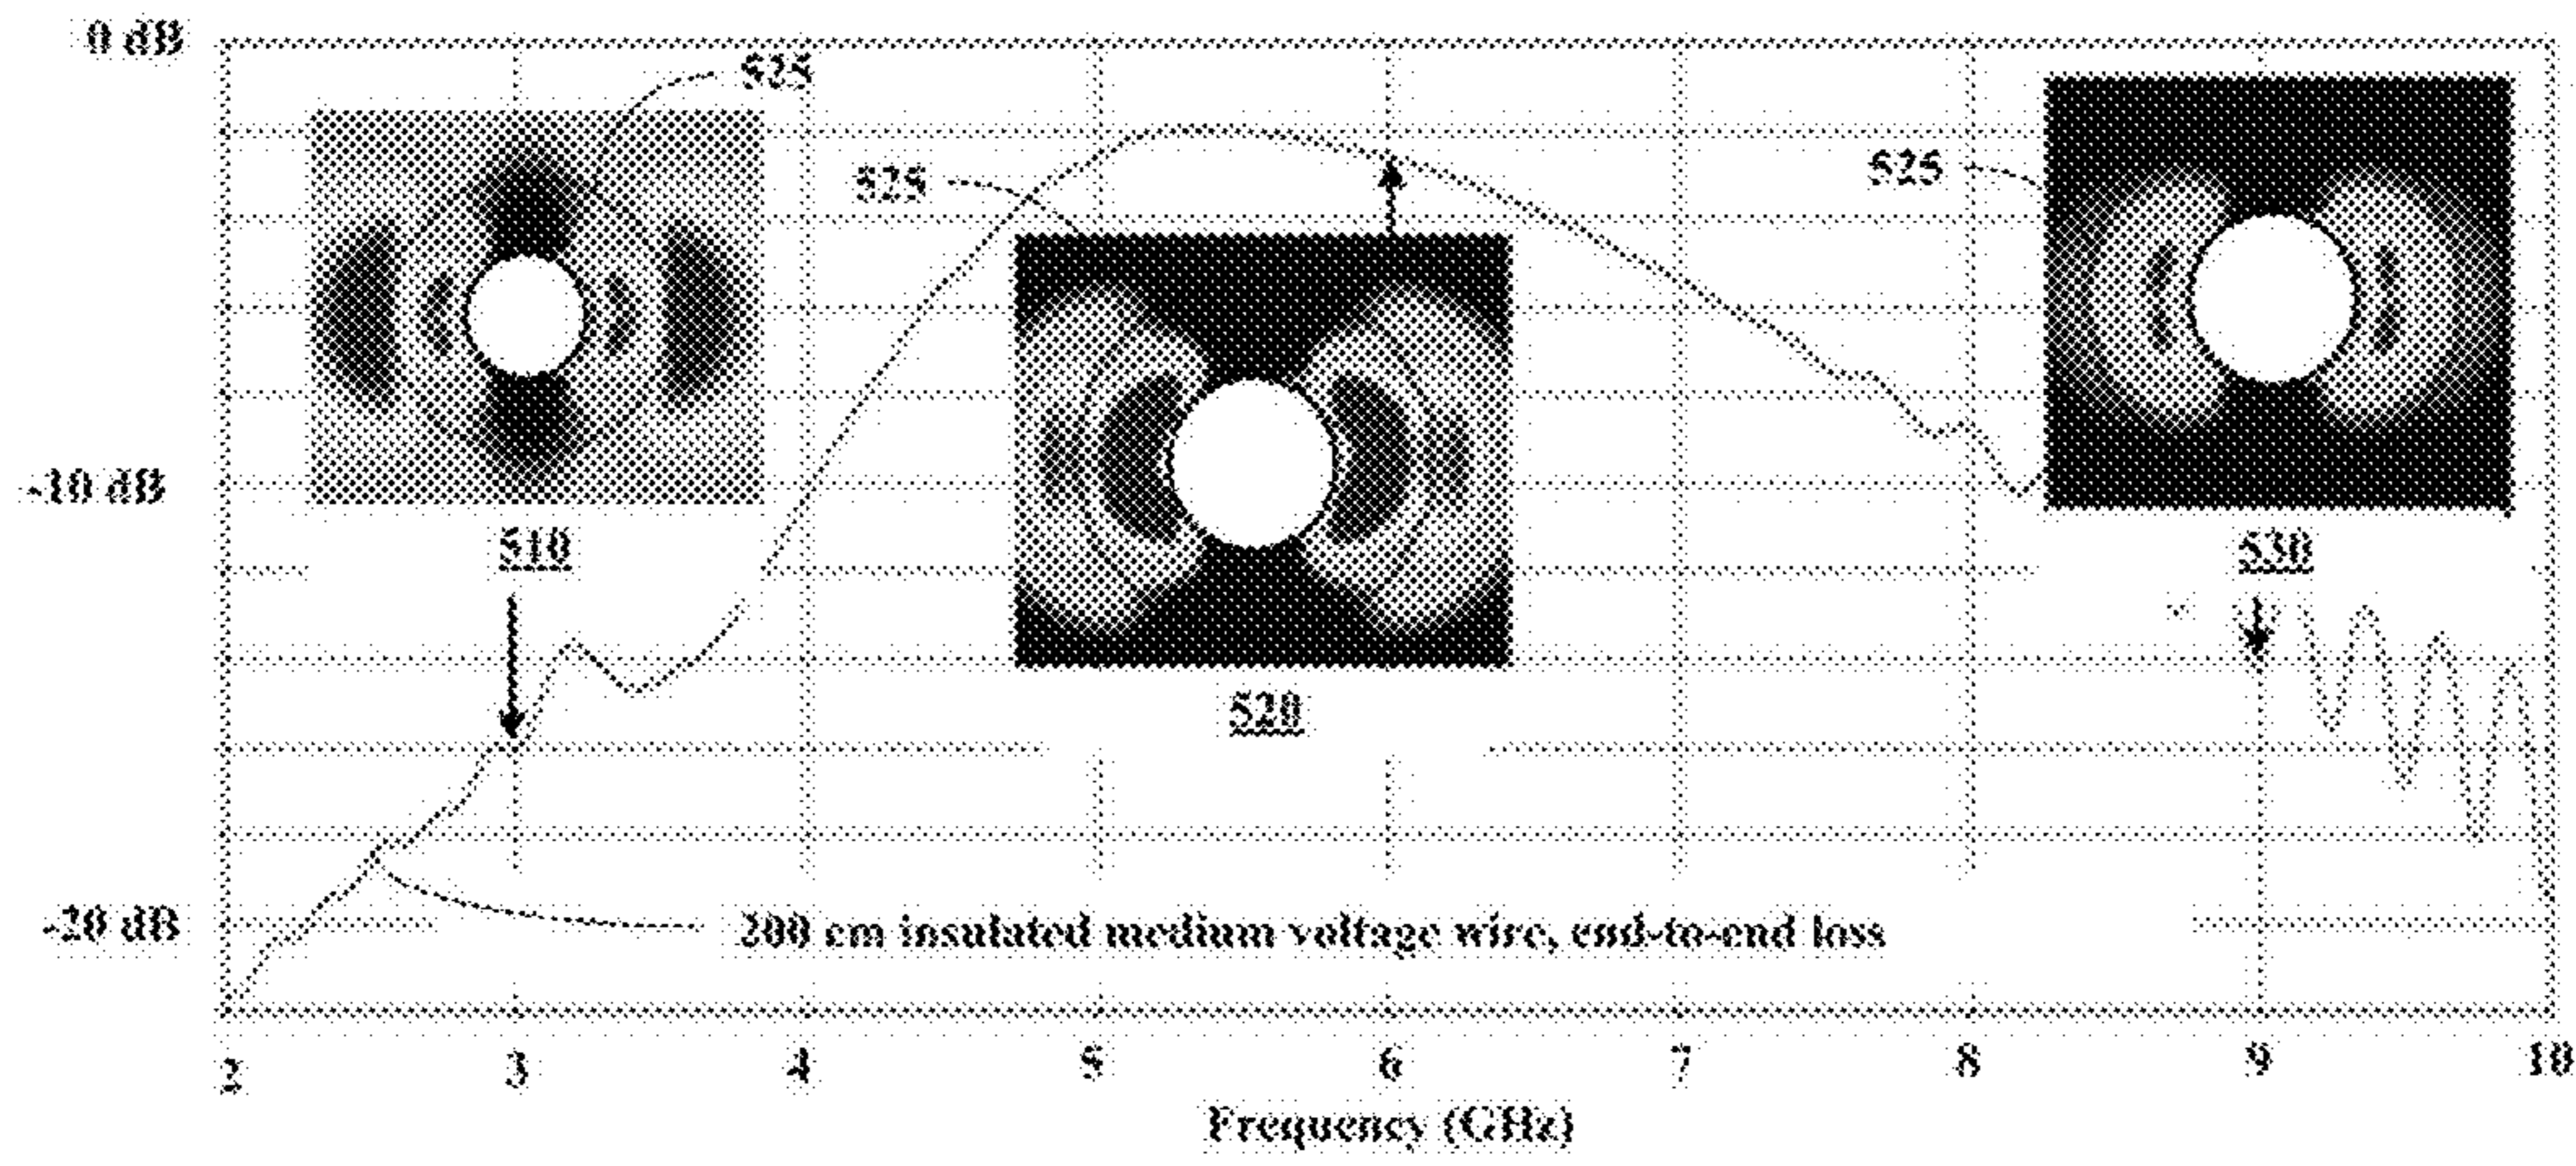 0 dB
525
525
525
-10 dB
510
530
520
-20 dB
200 cm insulated medium voltage wire, end-to-end loss
2 3 4 5 6 7 8 9 10
Frequency (GHz)